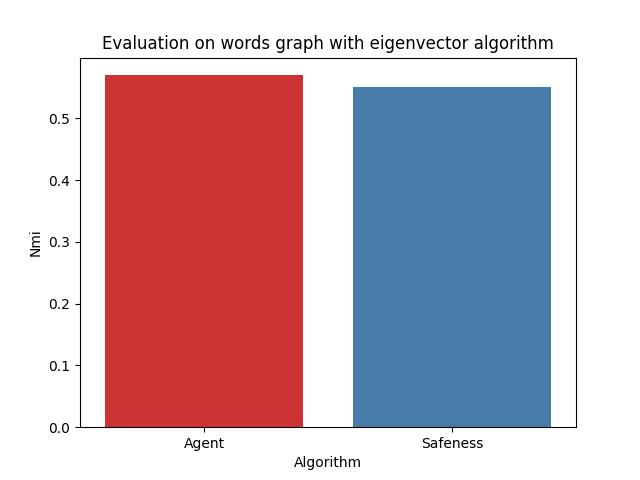 Evaluation on words graph with eigenvector algorithm
Nmi
0.5
0.4
0.3
0.2
0.1
0.0
Agent
Safeness
Algorithm